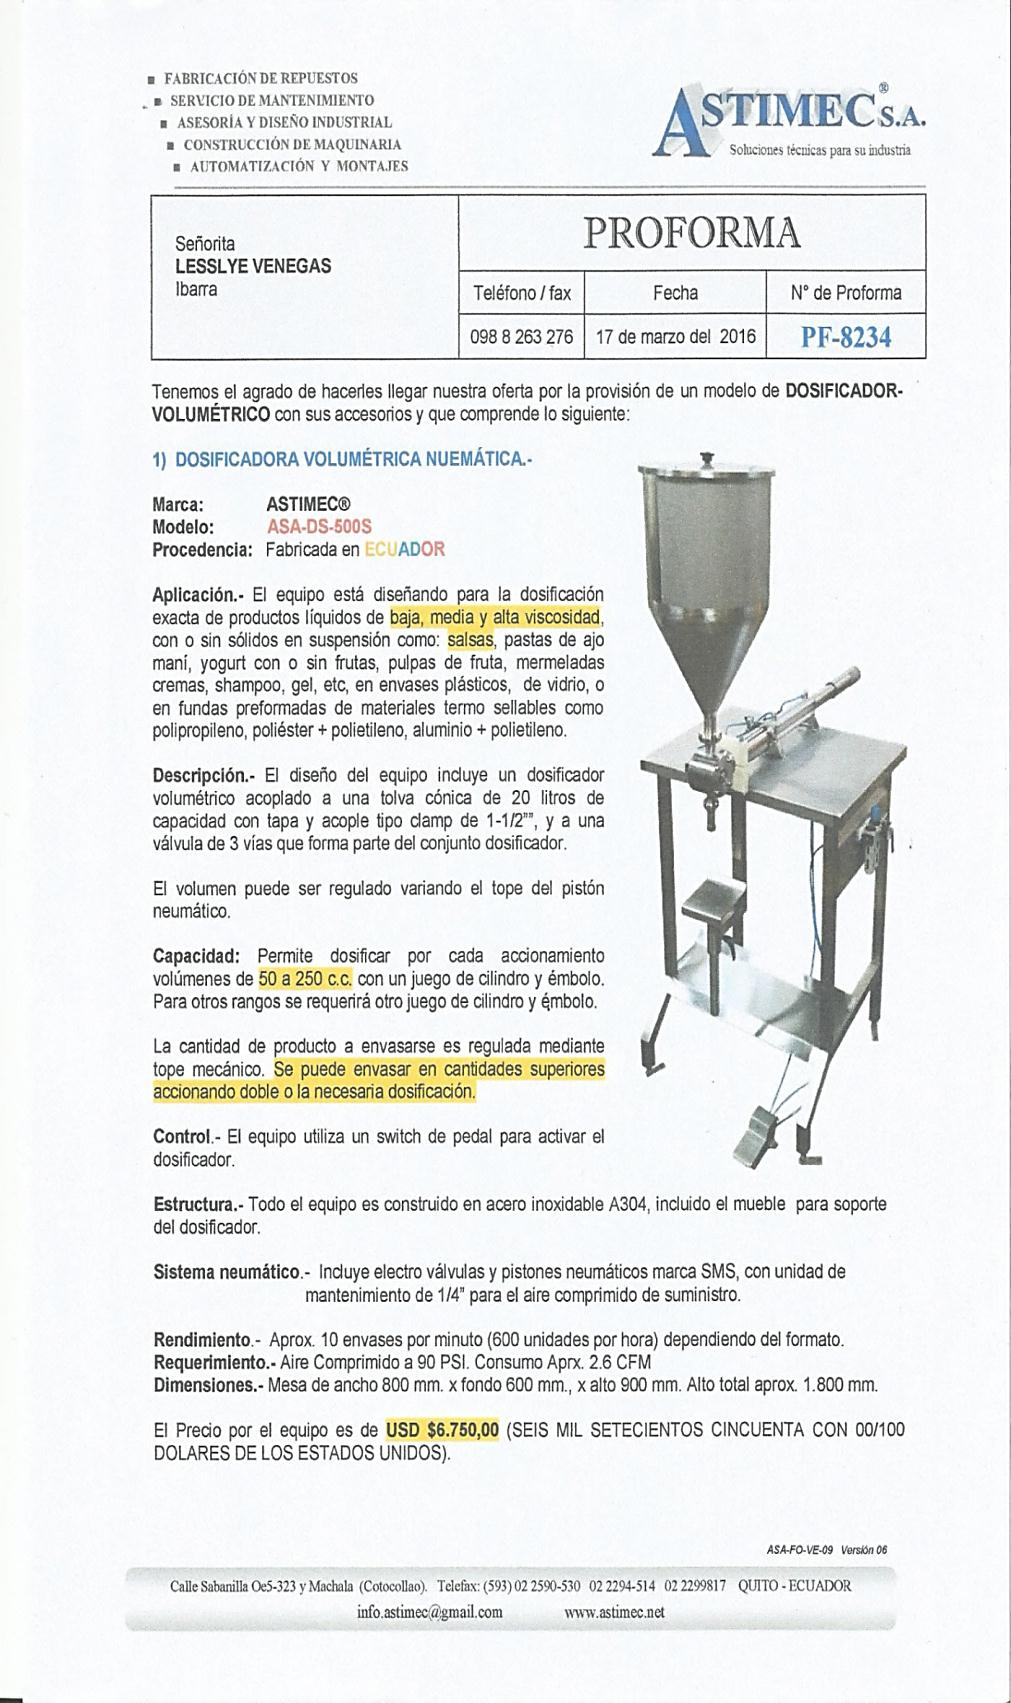 FABRICACIÓN DE REPUESTOS
SERVICIO DE MANTENIMIENTO
ASESORÍA Y DISEÑO INDUSTRIAL
CONSTRUCCIÓN DE MAQUINARIA
AUTOMATIZACIÓN Y MONTAJES
ASTIMEC® S.A.
Soluciones técnicas para su industria
Señorita
LESSLYE VENEGAS
Ibarra
PROFORMA
Teléfono / fax
Fecha
N° de Proforma
098 8 263 276
17 de marzo del 2016
PF-8234
Tenemos el agrado de hacerles llegar nuestra oferta por la provisión de un modelo de DOSIFICADOR-
VOLUMÉTRICO con sus accesorios y que comprende lo siguiente:
1) DOSIFICADORA VOLUMÉTRICA NUEMÁTICA.-
Marca: ASTIMEC®
Modelo: ASA-DS-500S
Procedencia: Fabricada en ECUADOR
Aplicación.- El equipo está diseñando para la dosificación
exacta de productos líquidos de baja, media y alta viscosidad,
con o sin sólidos en suspensión como: salsas, pastas de ajo
maní, yogurt con o sin frutas, pulpas de fruta, mermeladas
cremas, shampoo, gel, etc, en envases plásticos, de vidrio, o
en fundas preformadas de materiales termo sellables como
polipropileno, poliéster + polietileno, aluminio + polietileno.
Descripción.- El diseño del equipo incluye un dosificador
volumétrico acoplado a una tolva cónica de 20 litros de
capacidad con tapa y acople tipo clamp de 1-1/2"", y a una
válvula de 3 vías que forma parte del conjunto dosificador.
El volumen puede ser regulado variando el tope del pistón
neumático.
Capacidad: Permite dosificar por cada accionamiento
volúmenes de 50 a 250 c.c. con un juego de cilindro y émbolo.
Para otros rangos se requerirá otro juego de cilindro y émbolo.
La cantidad de producto a envasarse es regulada mediante
tope mecánico. Se puede envasar en cantidades superiores
accionando doble o la necesaria dosificación.
Control.- El equipo utiliza un switch de pedal para activar el
dosificador.
Estructura.- Todo el equipo es construido en acero inoxidable A304, incluido el mueble para soporte
del dosificador.
Sistema neumático.- Incluye electro válvulas y pistones neumáticos marca SMS, con unidad de
mantenimiento de 1/4" para el aire comprimido de suministro.
Rendimiento.- Aprox. 10 envases por minuto (600 unidades por hora) dependiendo del formato.
Requerimiento.- Aire Comprimido a 90 PSI. Consumo Aprx. 2.6 CFM
Dimensiones.- Mesa de ancho 800 mm. x fondo 600 mm., x alto 900 mm. Alto total aprox. 1.800 mm.
El Precio por el equipo es de USD $6.750,00 (SEIS MIL SETECIENTOS CINCUENTA CON 00/100
DOLARES DE LOS ESTADOS UNIDOS).
ASA-FO-VE-09 Versión 06
Calle Sabanilla Oe5-323 y Machala (Cotocollao). Telefax: (593) 02 2590-530 02 2294-514 02 2299817 QUITO - ECUADOR
info.astimec@gmail.com www.astimec.net